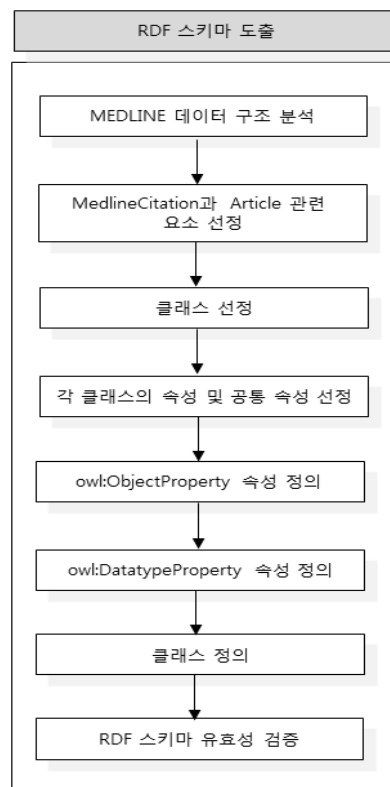 RDF 스키마 도출
MEDLINE 데이터 구조 분석
MedlineCitation과 Article 관련
요소 선정
클래스 선정
각 클래스의 속성 및 공통 속성 선정
owl:ObjectProperty 속성 정의
owl:DatatypeProperty 속성 정의
클래스 정의
RDF 스키마 유효성 검증